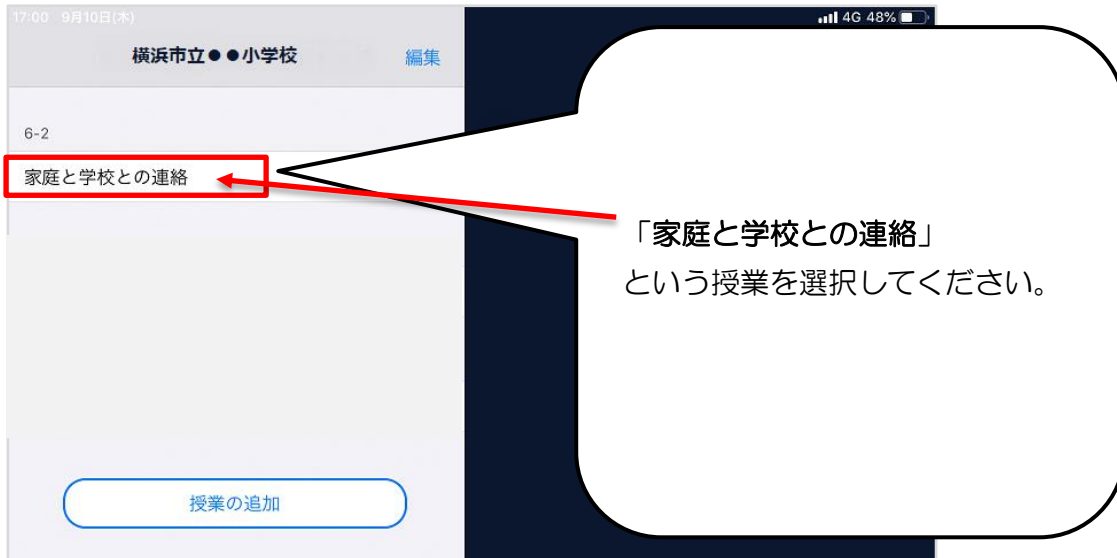 17:00 9月10日(木)
4G 48%
横浜市立●●小学校
編集
6-2
家庭と学校との連絡
「家庭と学校との連絡」
という授業を選択してください。
授業の追加